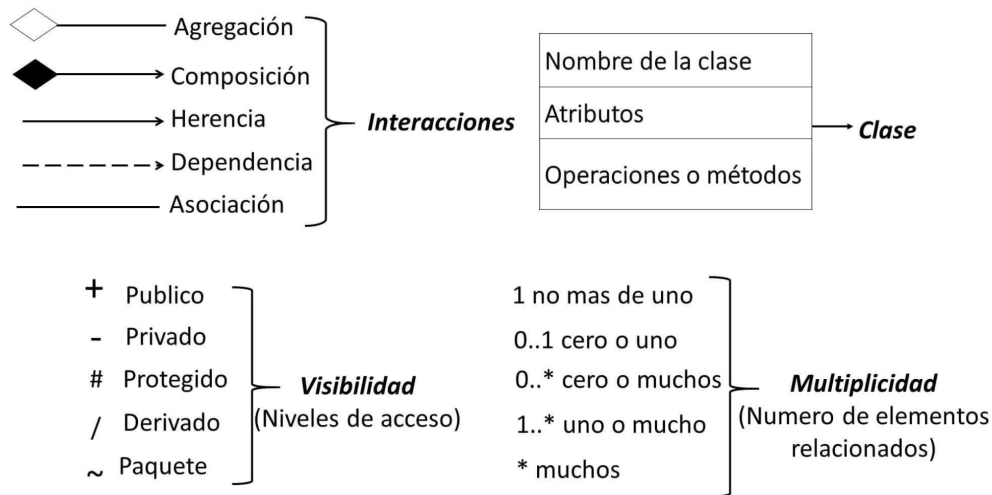 Agregación
Composición
Herencia
Dependencia
Asociación
Interacciones
Nombre de la clase
Atributos
Operaciones o métodos
Clase
+ Publico
- Privado
# Protegido
/ Derivado
~ Paquete
Visibilidad
(Niveles de acceso)
1 no mas de uno
0..1 cero o uno
0..* cero o muchos
1..* uno o mucho
* muchos
Multiplicidad
(Numero de elementos
relacionados)